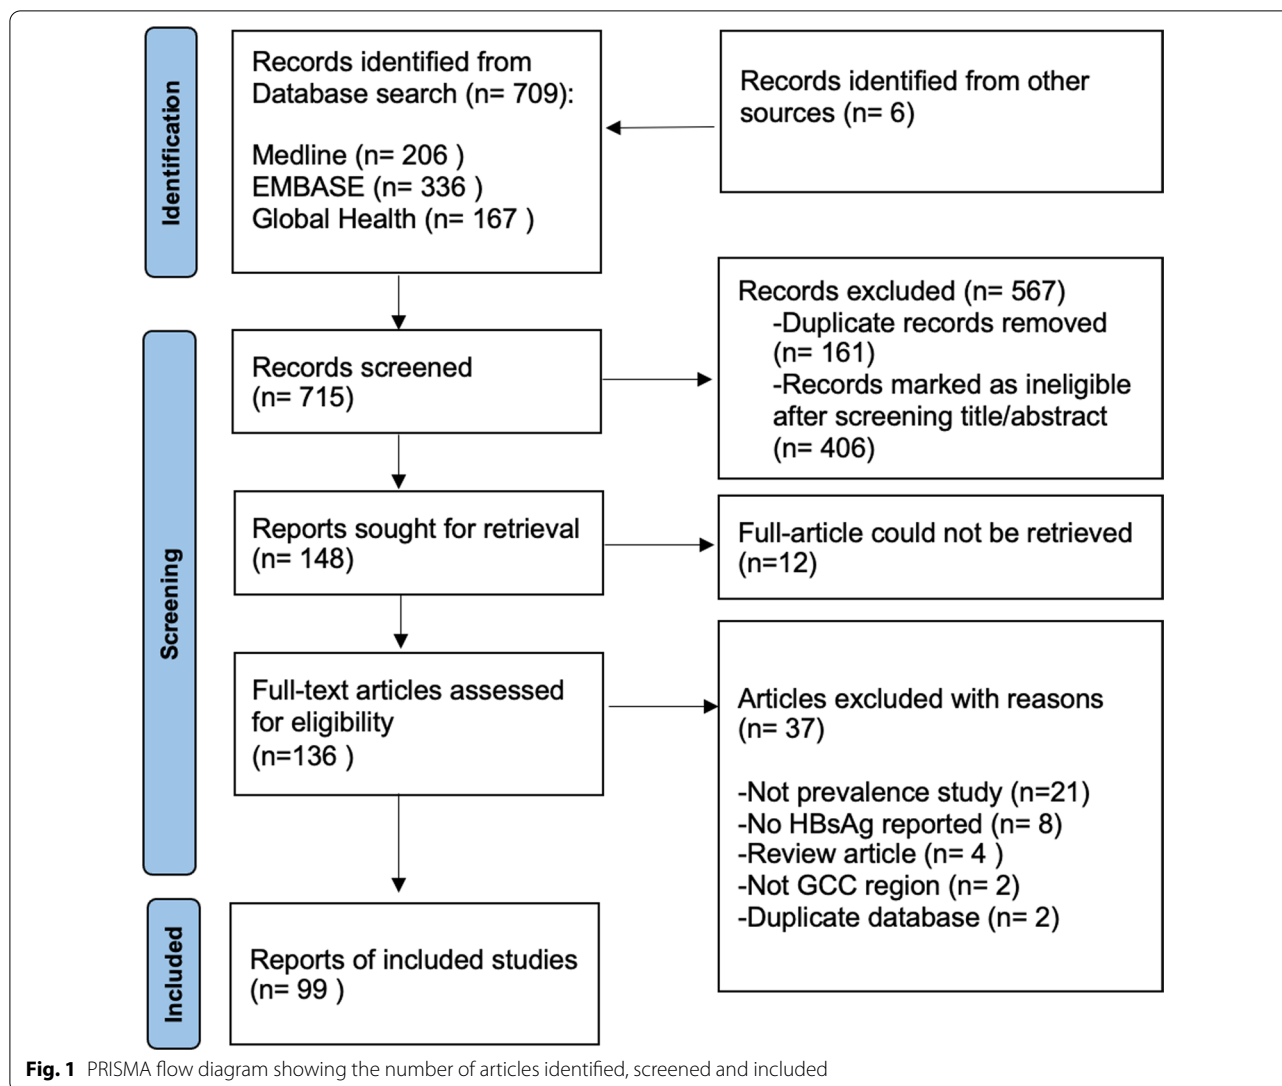 Identification
Records identified from
Database search (n= 709):
Medline (n= 206 )
EMBASE (n= 336 )
Global Health (n= 167 )
Records identified from other
sources (n= 6)
Screening
Records screened
(n= 715)
Records excluded (n= 567)
-Duplicate records removed
(n= 161)
-Records marked as ineligible
after screening title/abstract
(n= 406)
Reports sought for retrieval
(n= 148)
Full-article could not be retrieved
(n=12)
Full-text articles assessed
for eligibility
(n=136 )
Articles excluded with reasons
(n= 37)
-Not prevalence study (n=21)
-No HBsAg reported (n= 8)
-Review article (n= 4 )
-Not GCC region (n= 2)
-Duplicate database (n= 2)
Included
Reports of included studies
(n= 99 )
Fig. 1 PRISMA flow diagram showing the number of articles identified, screened and included